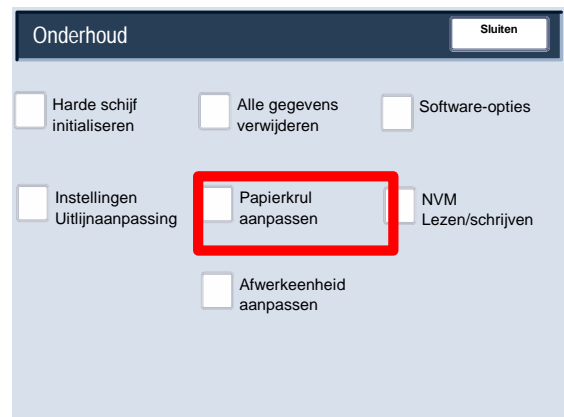 Onderhoud
Sluiten
Harde schijf
initialiseren
Alle gegevens
verwijderen
Software-opties
Instellingen
Uitlijnaanpassing
Papierkrul
aanpassen
NVM
Lezen/schrijven
Afwerkeenheid
aanpassen